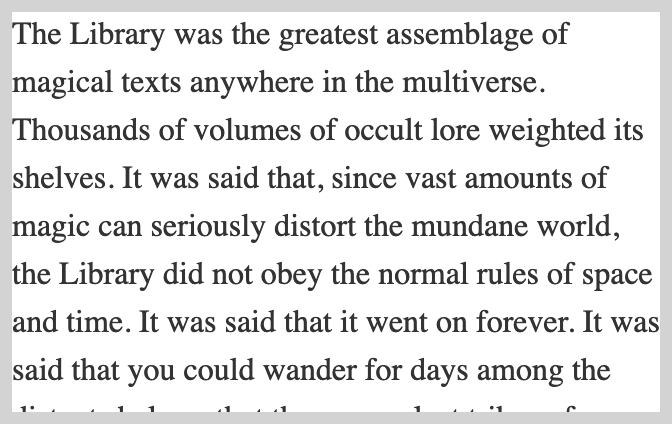 The Library was the greatest assemblage of
magical texts anywhere in the multiverse.
Thousands of volumes of occult lore weighted its
shelves. It was said that, since vast amounts of
magic can seriously distort the mundane world,
the Library did not obey the normal rules of space
and time. It was said that it went on forever. It was
said that you could wander for days among the